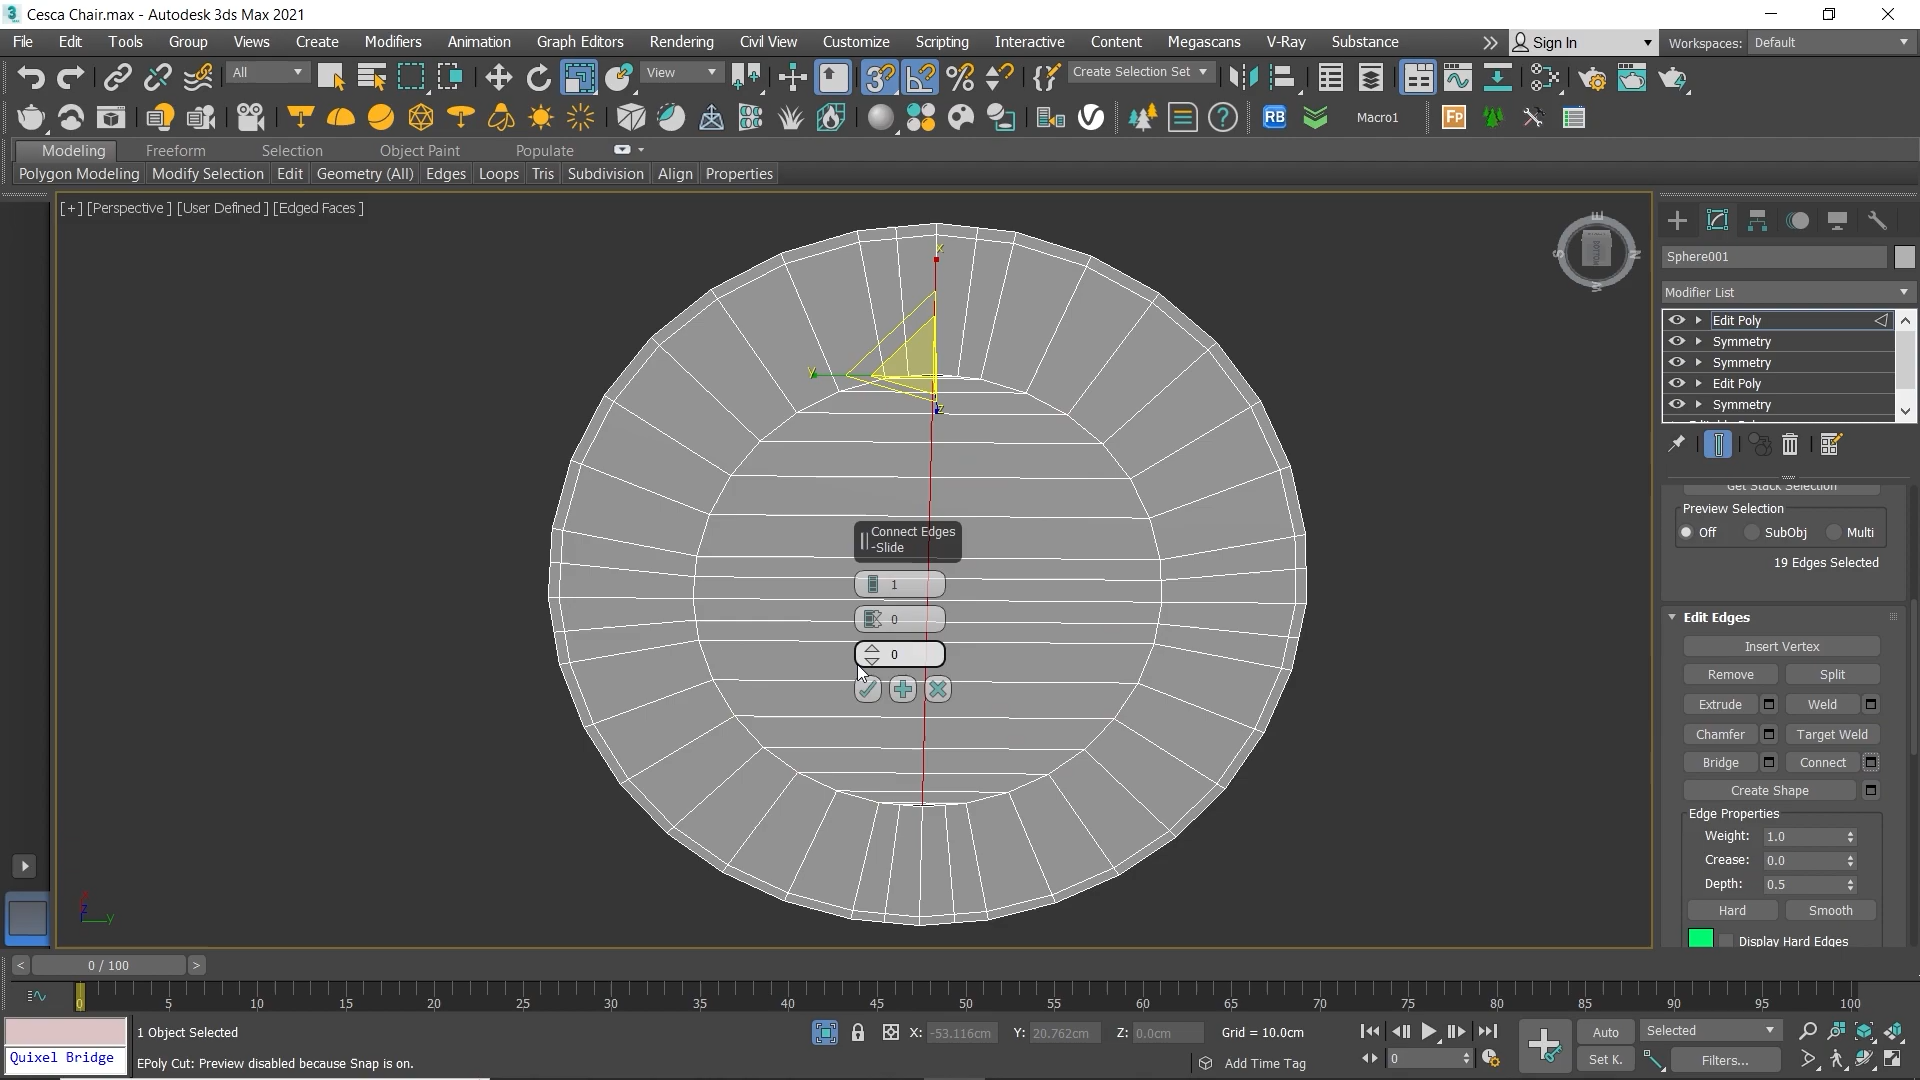 Cesca Chair.max - Autodesk 3ds Max 2021
File Edit Tools Group Views Create Modifiers Animation Graph Editors Rendering Civil View Customize Scripting Interactive Content Megascans V-Ray Substance
Sign In
Workspaces: Default
All
View
Create Selection Set
RB
Macro1
Fp
Modeling Freeform Selection Object Paint Populate
Polygon Modeling Modify Selection Edit Geometry (All) Edges Loops Tris Subdivision Align Properties
[+] [Perspective ] [User Defined ] [Edged Faces ]
x
y
z
Connect Edges
-Slide
1
0
0
E
S
N
W
BOTTOM
Sphere001
Modifier List
Edit Poly
Symmetry
Symmetry
Edit Poly
Symmetry
Get Stack Selection
Preview Selection
Off SubObj Multi
19 Edges Selected
Edit Edges
Insert Vertex
Remove Split
Extrude Weld
Chamfer Target Weld
Bridge Connect
Create Shape
Edge Properties
Weight: 1.0
Crease: 0.0
Depth: 0.5
Hard Smooth
Display Hard Edges
z
y
< 0 / 100 >
0 5 10 15 20 25 30 35 40 45 50 55 60 65 70 75 80 85 90 95 100
Quixel Bridge
1 Object Selected
EPoly Cut: Preview disabled because Snap is on.
X: -53.116cm Y: 20.762cm Z: 0.0cm Grid = 10.0cm
Add Time Tag
0
Auto
Set K.
Selected
Filters...